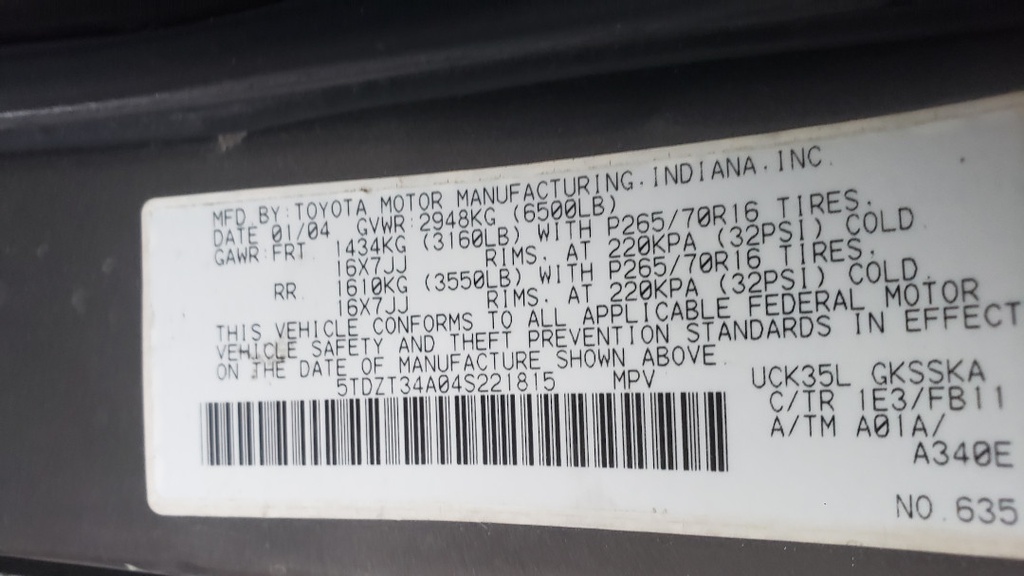 MFD BY:TOYOTA MOTOR MANUFACTURING.INDIANA.INC.
DATE 01/04 GVWR:2948KG (6500LB)
GAWR:FRT 1434KG (3160LB) WITH P265/70R16 TIRES.
16X7JJ RIMS. AT 220KPA (32PSI) COLD
RR 1610KG (3550LB) WITH P265/70R16 TIRES.
16X7JJ RIMS. AT 220KPA (32PSI) COLD.
THIS VEHICLE CONFORMS TO ALL APPLICABLE FEDERAL MOTOR
VEHICLE SAFETY AND THEFT PREVENTION STANDARDS IN EFFECT
ON THE DATE OF MANUFACTURE SHOWN ABOVE.
5TDZT34A04S221815 MPV UCK35L GKSSKA
C/TR 1E3/FB11
A/TM A01A/
A340E
NO.635